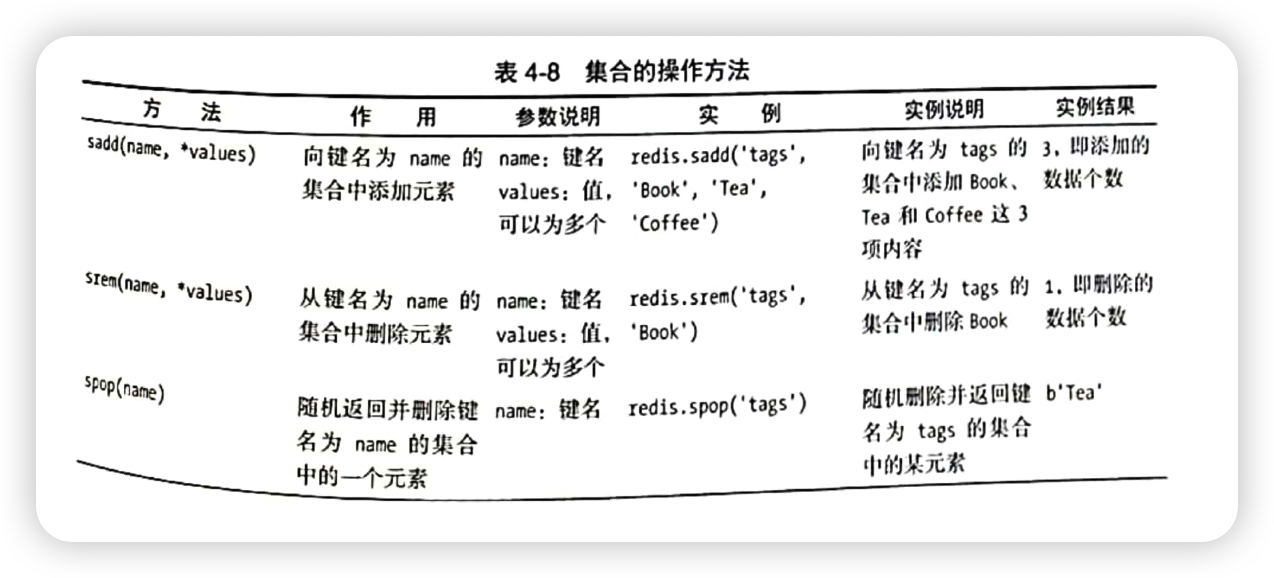 表 4-8 集合的操作方法
方 法 作 用 参数说明 实 例 实例说明 实例结果
sadd(name, *values) 向键名为 name 的 name：键名 redis.sadd('tags', 向键名为 tags 的 3，即添加的
集合中添加元素 values：值， 'Book', 'Tea', 集合中添加 Book、 数据个数
可以为多个 'Coffee') Tea 和 Coffee 这 3
项内容
srem(name, *values) 从键名为 name 的 name：键名 redis.srem('tags', 从键名为 tags 的 1，即删除的
集合中删除元素 values：值， 'Book') 集合中删除 Book 数据个数
可以为多个
spop(name) 随机返回并删除键 name：键名 redis.spop('tags') 随机删除并返回键 b'Tea'
名为 name 的集合 名为 tags 的集合
中的一个元素 中的某元素